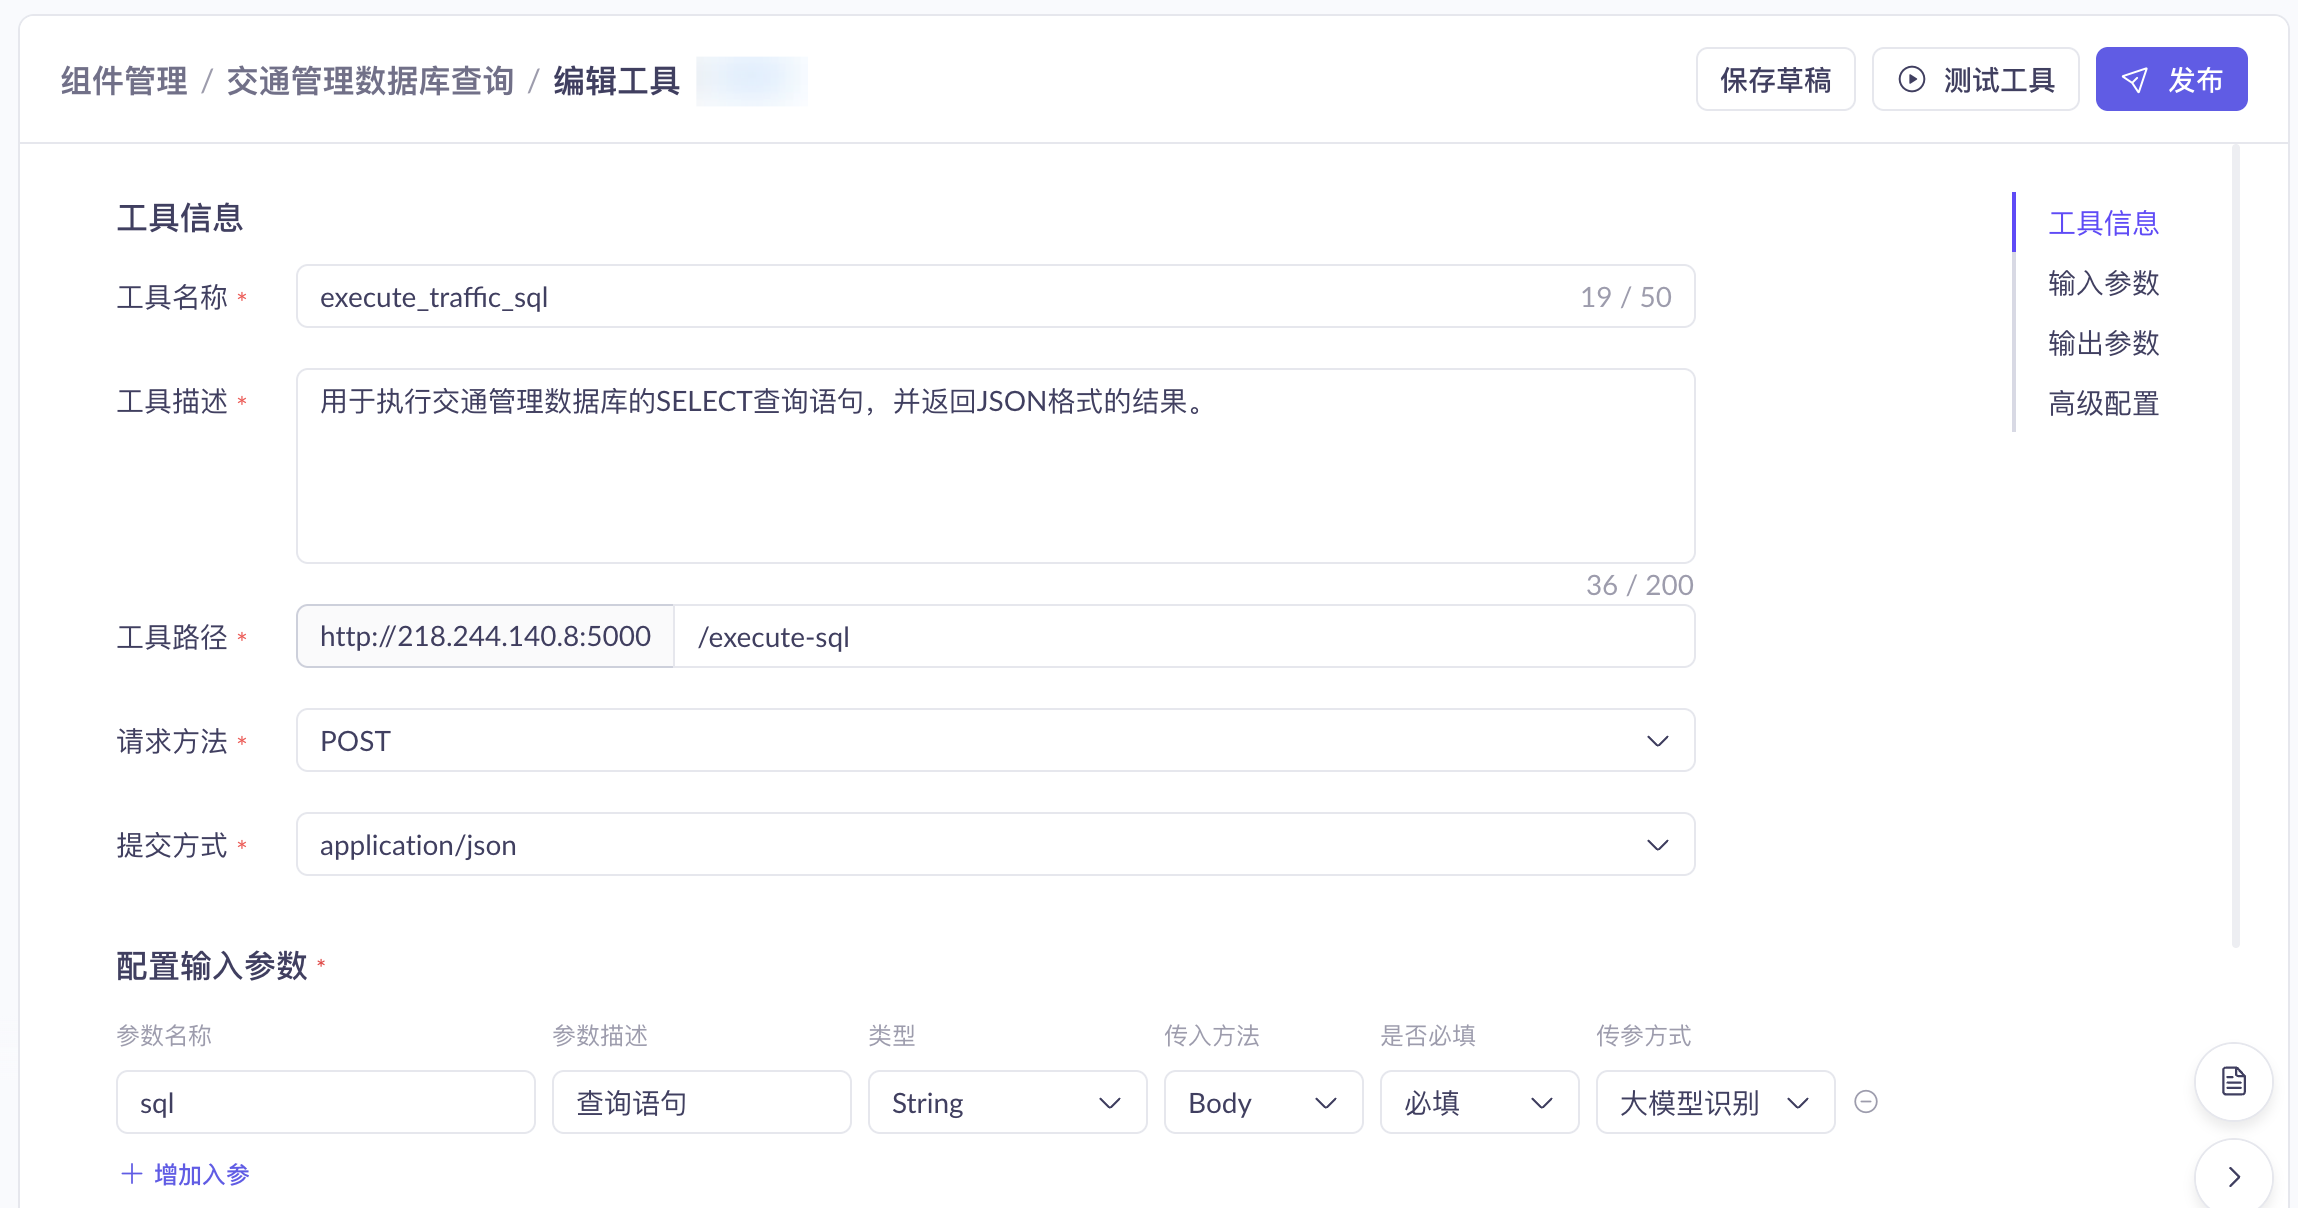 组件管理 / 交通管理数据库查询 / 编辑工具
保存草稿
测试工具
发布
工具信息
工具名称 *
execute_traffic_sql
19 / 50
工具描述 *
用于执行交通管理数据库的SELECT查询语句，并返回JSON格式的结果。
36 / 200
工具路径 *
http://218.244.140.8:5000
/execute-sql
请求方法 *
POST
提交方式 *
application/json
工具信息
输入参数
输出参数
高级配置
配置输入参数 *
参数名称 参数描述 类型 传入方法 是否必填 传参方式
sql 查询语句 String Body 必填 大模型识别
+ 增加入参